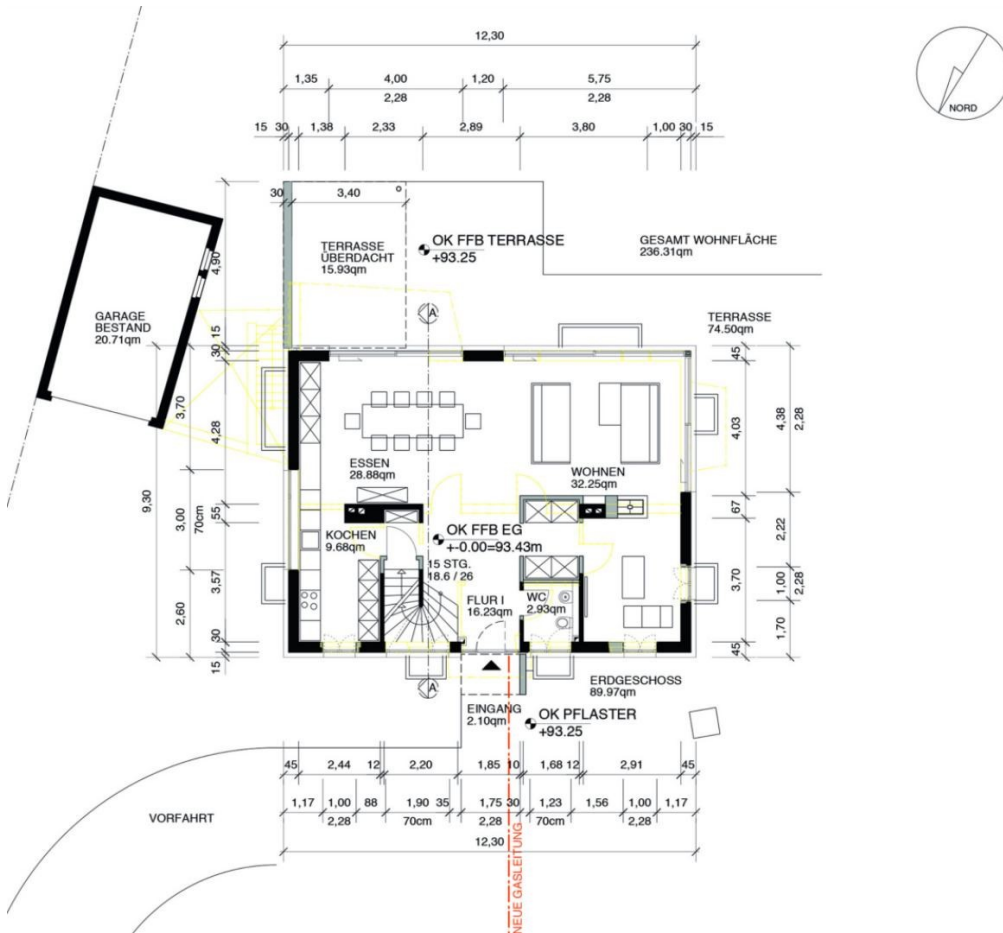 12,30
1,35 4,00 1,20 5,75
2,28 2,28
15 30 1,38 2,33 2,89 3,80 1,00 30 15
NORD
30 3,40
TERRASSE
ÜBERDACHT
15.93qm
OK FFB TERRASSE
+93.25
GESAMT WOHNFLÄCHE
236.31qm
4,90
GARAGE
BESTAND
20.71qm
TERRASSE
74.50qm
A
15
30
45
3,70
4,28
4,03
4,38
2,28
ESSEN
28.88qm
WOHNEN
32.25qm
9,30
3,00
70cm
55
67
KOCHEN
9.68qm
OK FFB EG
+-0.00=93.43m
15 STG.
18.6 / 26
2,22
3,57
3,70
1,00
2,28
FLUR I
16.23qm
WC
2.93qm
2,60
1,70
30
15
45
A
ERDGESCHOSS
89.97qm
EINGANG
2.10qm
OK PFLASTER
+93.25
45 2,44 12 2,20 1,85 10 1,68 12 2,91 45
1,17 1,00 88 1,90 35 1,75 30 1,23 1,56 1,00 1,17
2,28 70cm 2,28 70cm 2,28
VORFAHRT
12,30
NEUE GASLEITUNG